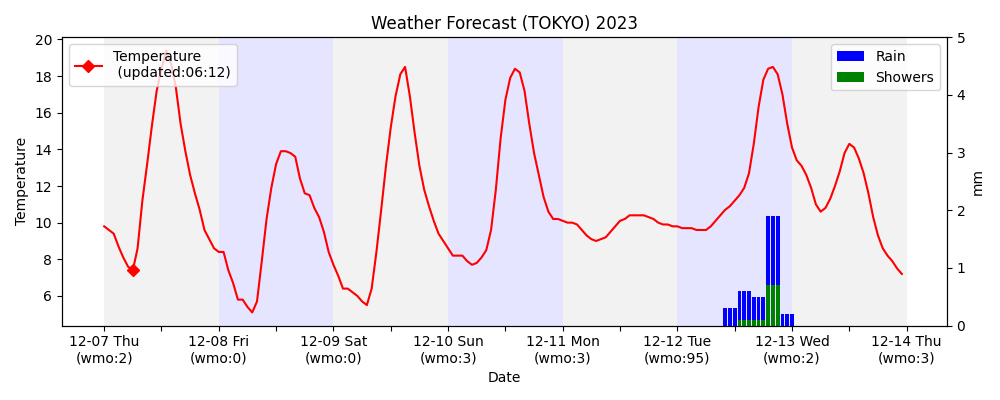 Weather Forecast (TOKYO) 2023
Temperature
(updated:06:12)
Rain
Showers
20
18
16
14
12
10
8
6
Temperature
5
4
3
2
1
0
mm
12-07 Thu
(wmo:2)
12-08 Fri
(wmo:0)
12-09 Sat
(wmo:0)
12-10 Sun
(wmo:3)
12-11 Mon
(wmo:3)
12-12 Tue
(wmo:95)
12-13 Wed
(wmo:2)
12-14 Thu
(wmo:3)
Date